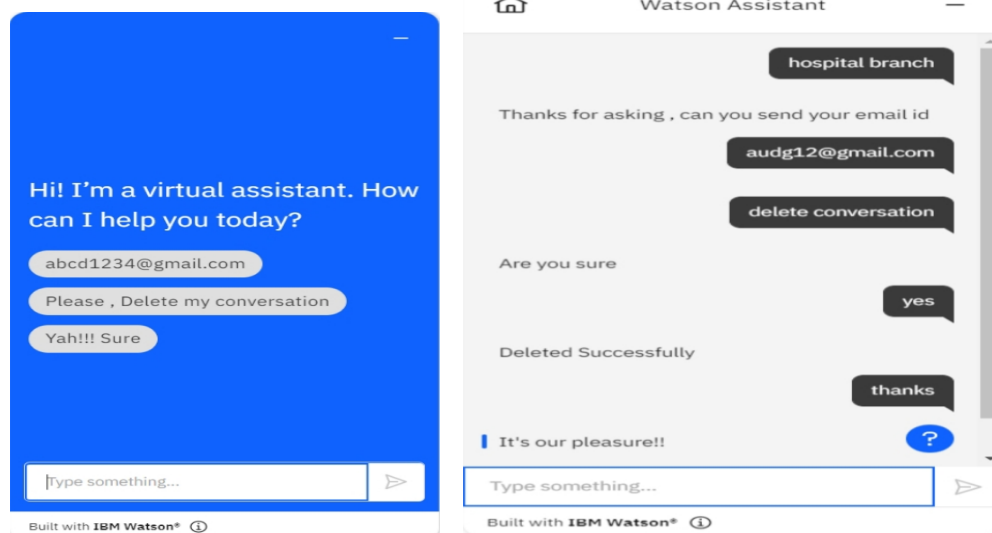 Hi! I’m a virtual assistant. How
can I help you today?
abcd1234@gmail.com
Please , Delete my conversation
Yah!!! Sure
Type something...
Built with IBM Watson®
Watson Assistant
hospital branch
Thanks for asking , can you send your email id
audg12@gmail.com
delete conversation
Are you sure
yes
Deleted Successfully
thanks
It's our pleasure!!
?
Type something...
Built with IBM Watson®